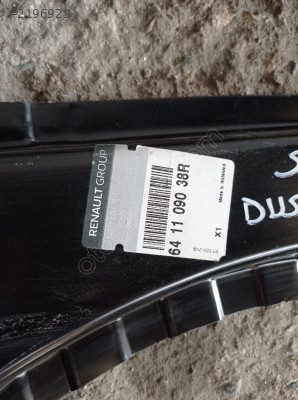 #2196929
RENAULT GROUP
64 11 090 38R
Made in ROMANIA
X1
S
DUS